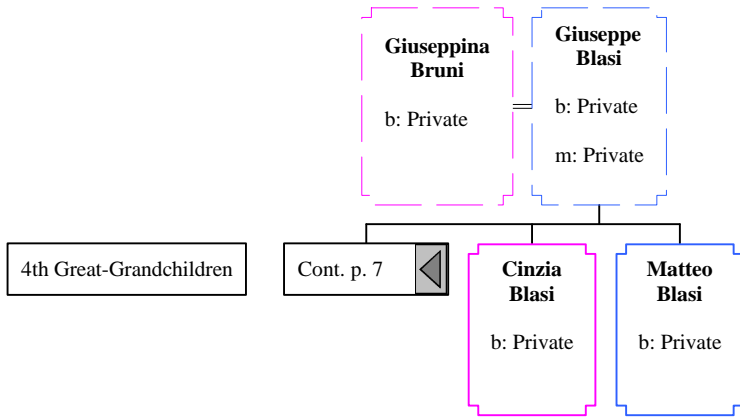 Giuseppina
Bruni
b: Private
Giuseppe
Blasi
b: Private
m: Private
4th Great-Grandchildren
Cont. p. 7
Cinzia
Blasi
b: Private
Matteo
Blasi
b: Private